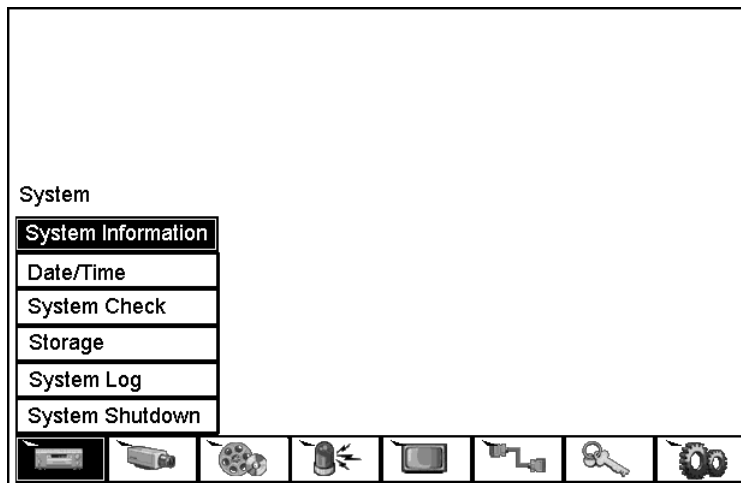 System
System Information
Date/Time
System Check
Storage
System Log
System Shutdown